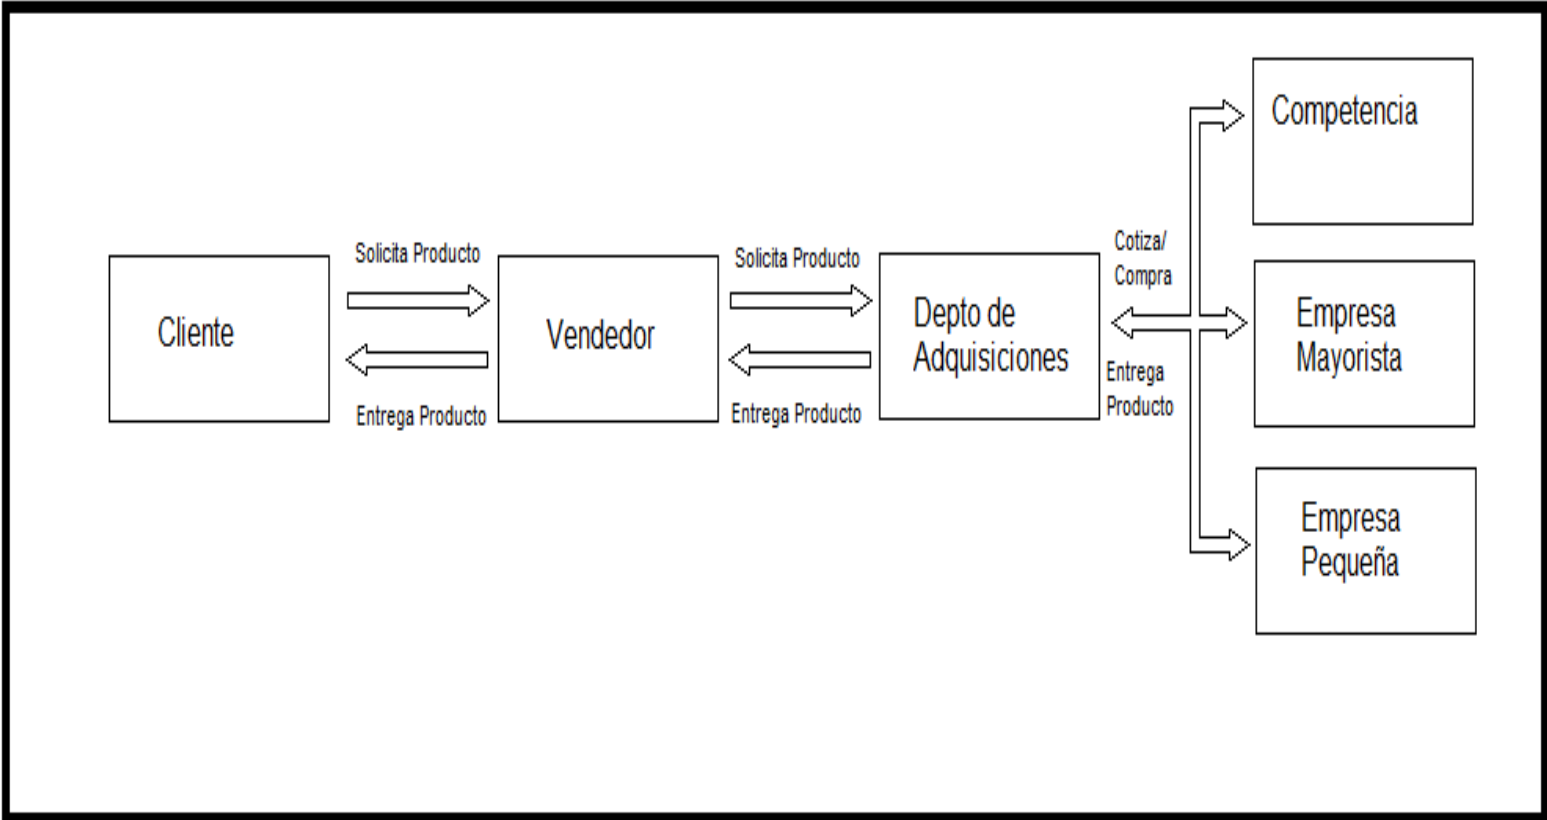 Competencia
Solicita Producto
Cliente
Entrega Producto
Vendedor
Solicita Producto
Entrega Producto
Depto de
Adquisiciones
Cotiza/
Compra
Entrega
Producto
Empresa
Mayorista
Empresa
Pequeña